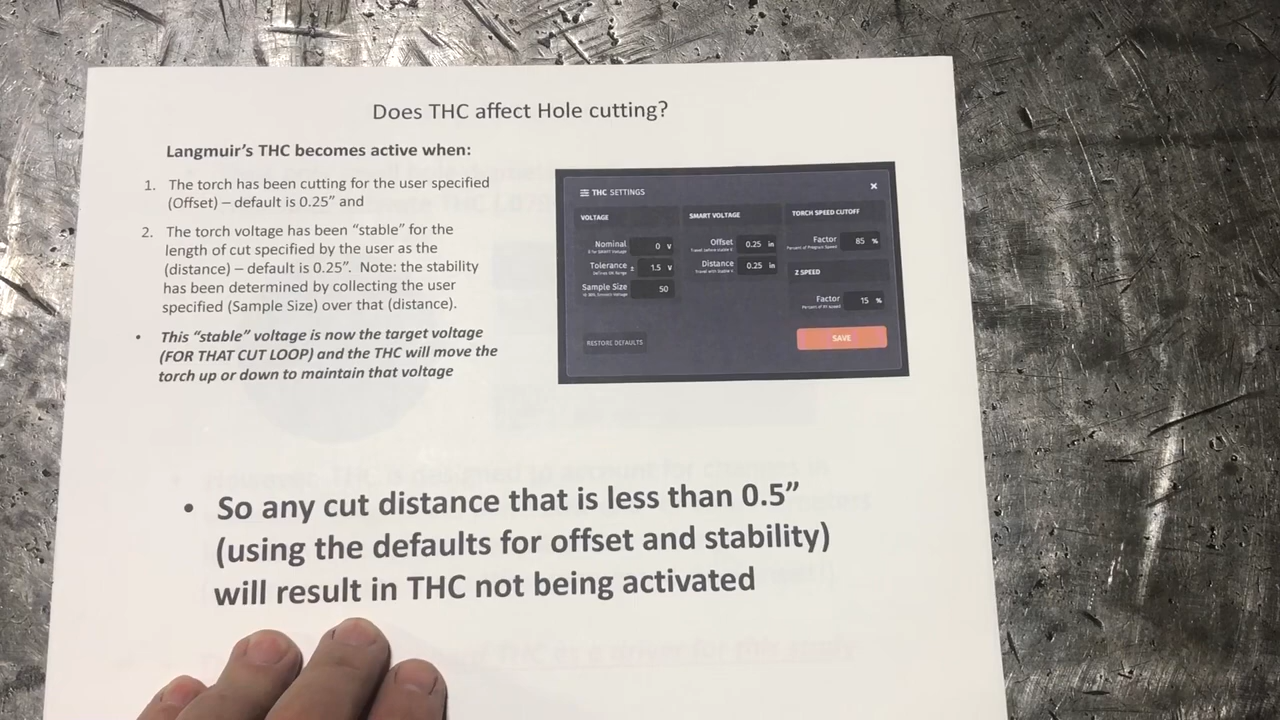 Does THC affect Hole cutting?
Langmuir's THC becomes active when:
1. The torch has been cutting for the user specified
(Offset) – default is 0.25" and
2. The torch voltage has been "stable" for the
length of cut specified by the user as the
(distance) – default is 0.25". Note: the stability
has been determined by collecting the user
specified (Sample Size) over that (distance).
• This "stable" voltage is now the target voltage
(FOR THAT CUT LOOP) and the THC will move the
torch up or down to maintain that voltage
THC SETTINGS
VOLTAGE
Nominal 0 V
Tolerance ± 1.5 V
Sample Size 50
RESTORE DEFAULTS
SMART VOLTAGE
Offset 0.25 in
Distance 0.25 in
TORCH SPEED CUTOFF
Factor 85 %
Percent of Program Speed
Z SPEED
Factor 15 %
SAVE
• So any cut distance that is less than 0.5"
(using the defaults for offset and stability)
will result in THC not being activated